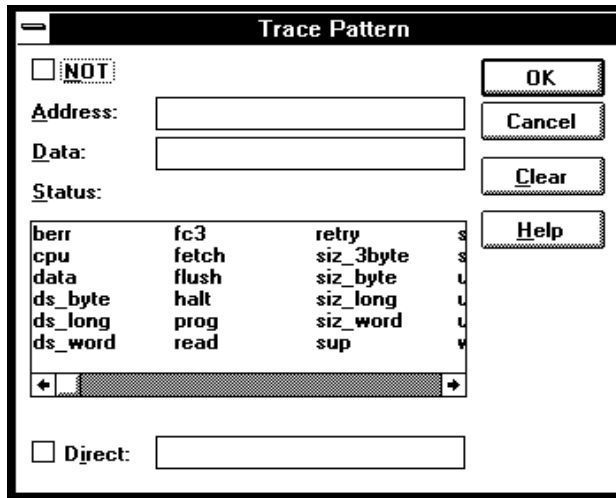 Trace Pattern
NOT
OK
Address:
Cancel
Data:
Clear
Status:
Help
berr fc3 retry s
cpu fetch siz_3byte s
data flush siz_byte u
ds_byte halt siz_long u
ds_long prog siz_word u
ds_word read sup w
Direct: